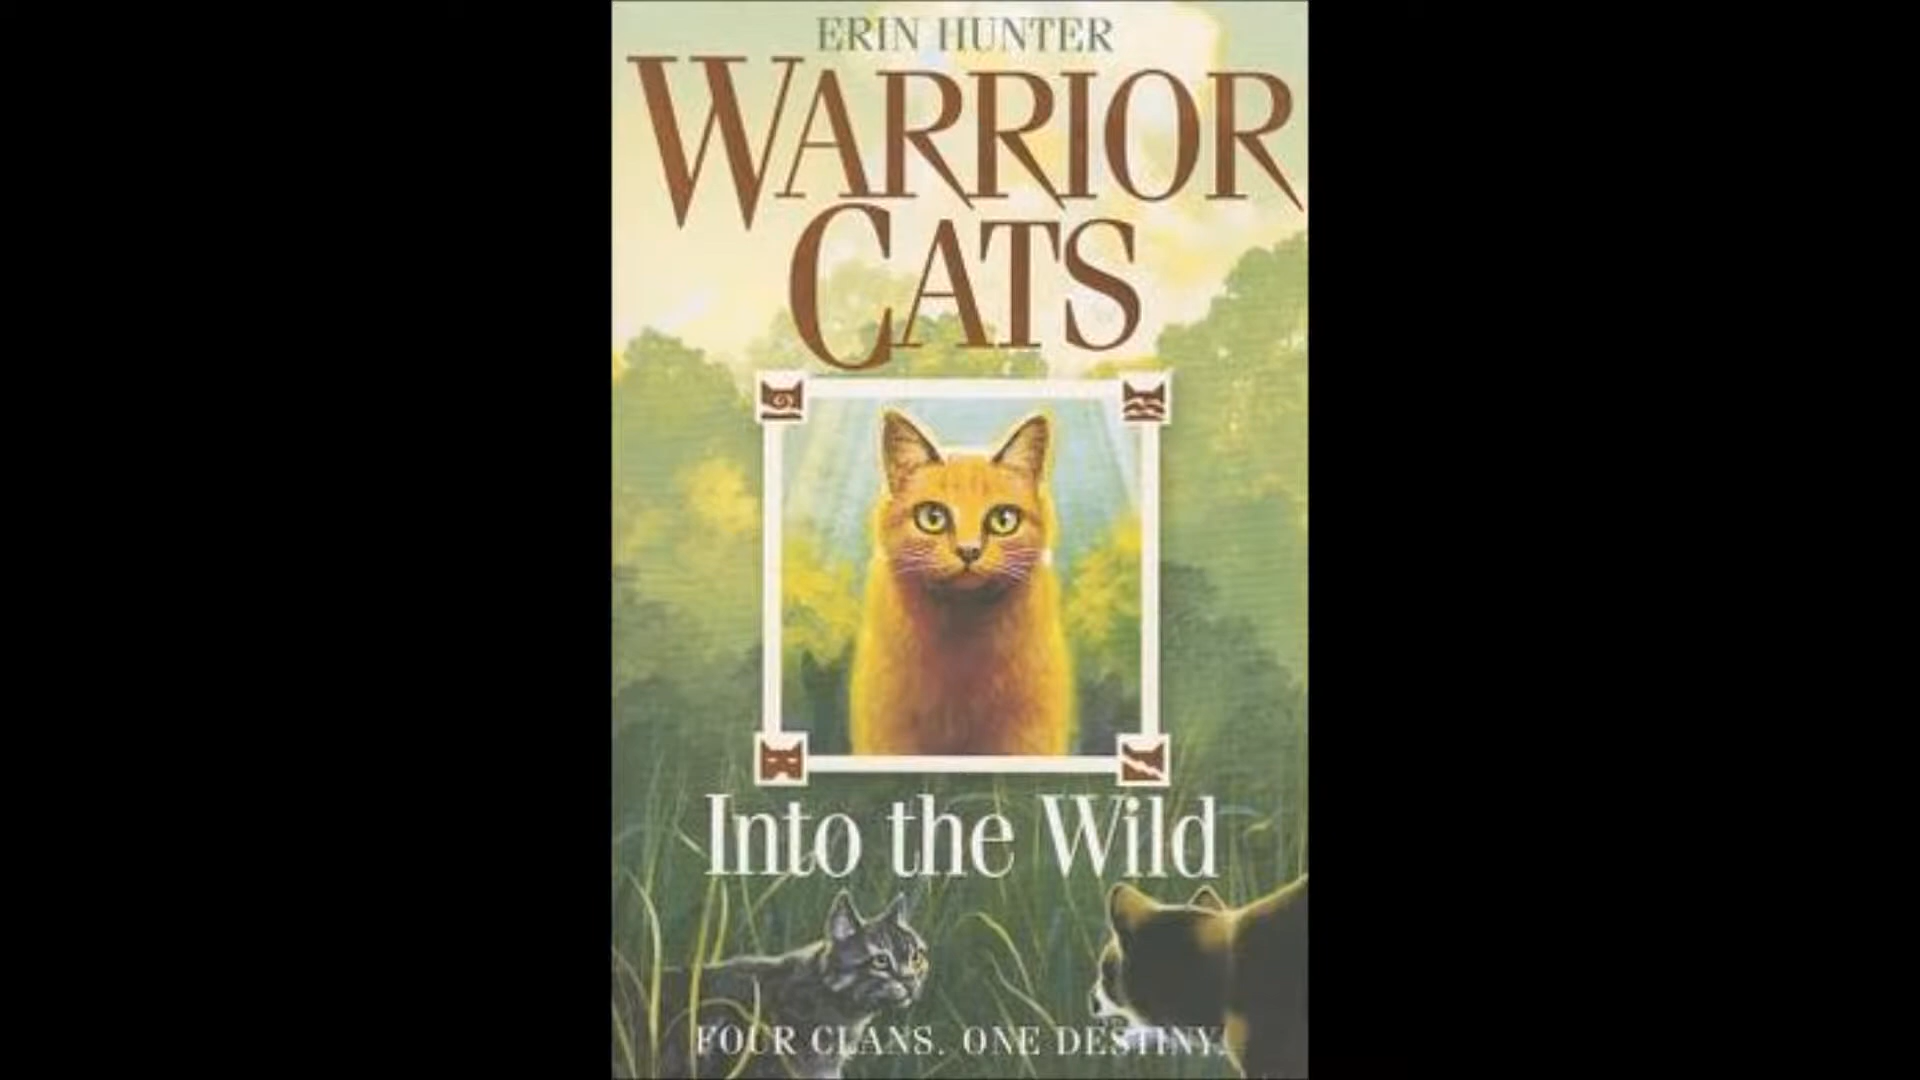 ERIN HUNTER
WARRIOR
CATS
Into the Wild
FOUR CLANS. ONE DESTINY.